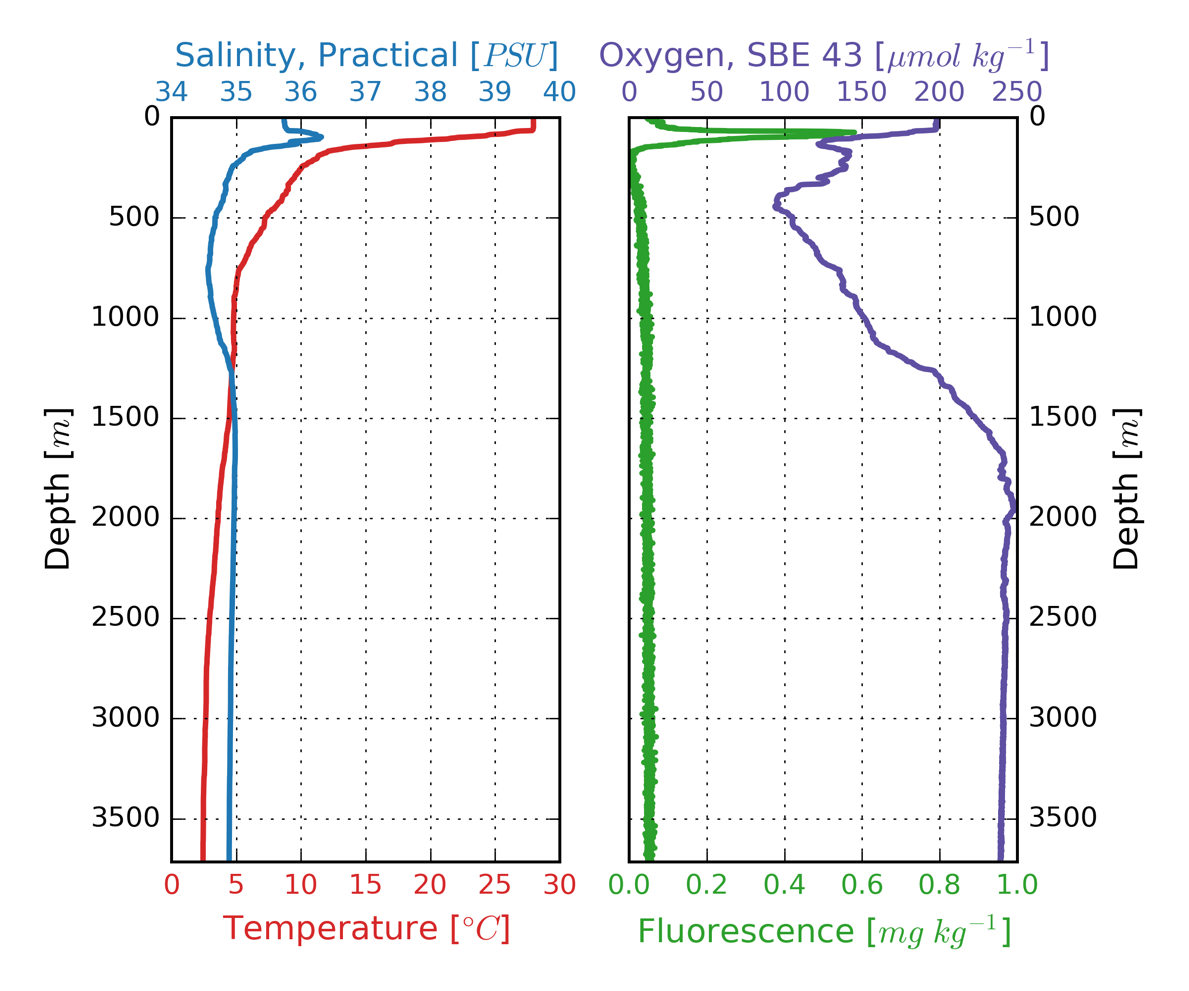 Salinity, Practical [PSU]
Oxygen, SBE 43 [μmol kg⁻¹]
34 35 36 37 38 39 40
0 50 100 150 200 250
0 0
500 500
1000 1000
1500 1500
2000 2000
2500 2500
3000 3000
3500 3500
Depth [m]
Depth [m]
0 5 10 15 20 25 30
0.0 0.2 0.4 0.6 0.8 1.0
Temperature [°C]
Fluorescence [mg kg⁻¹]